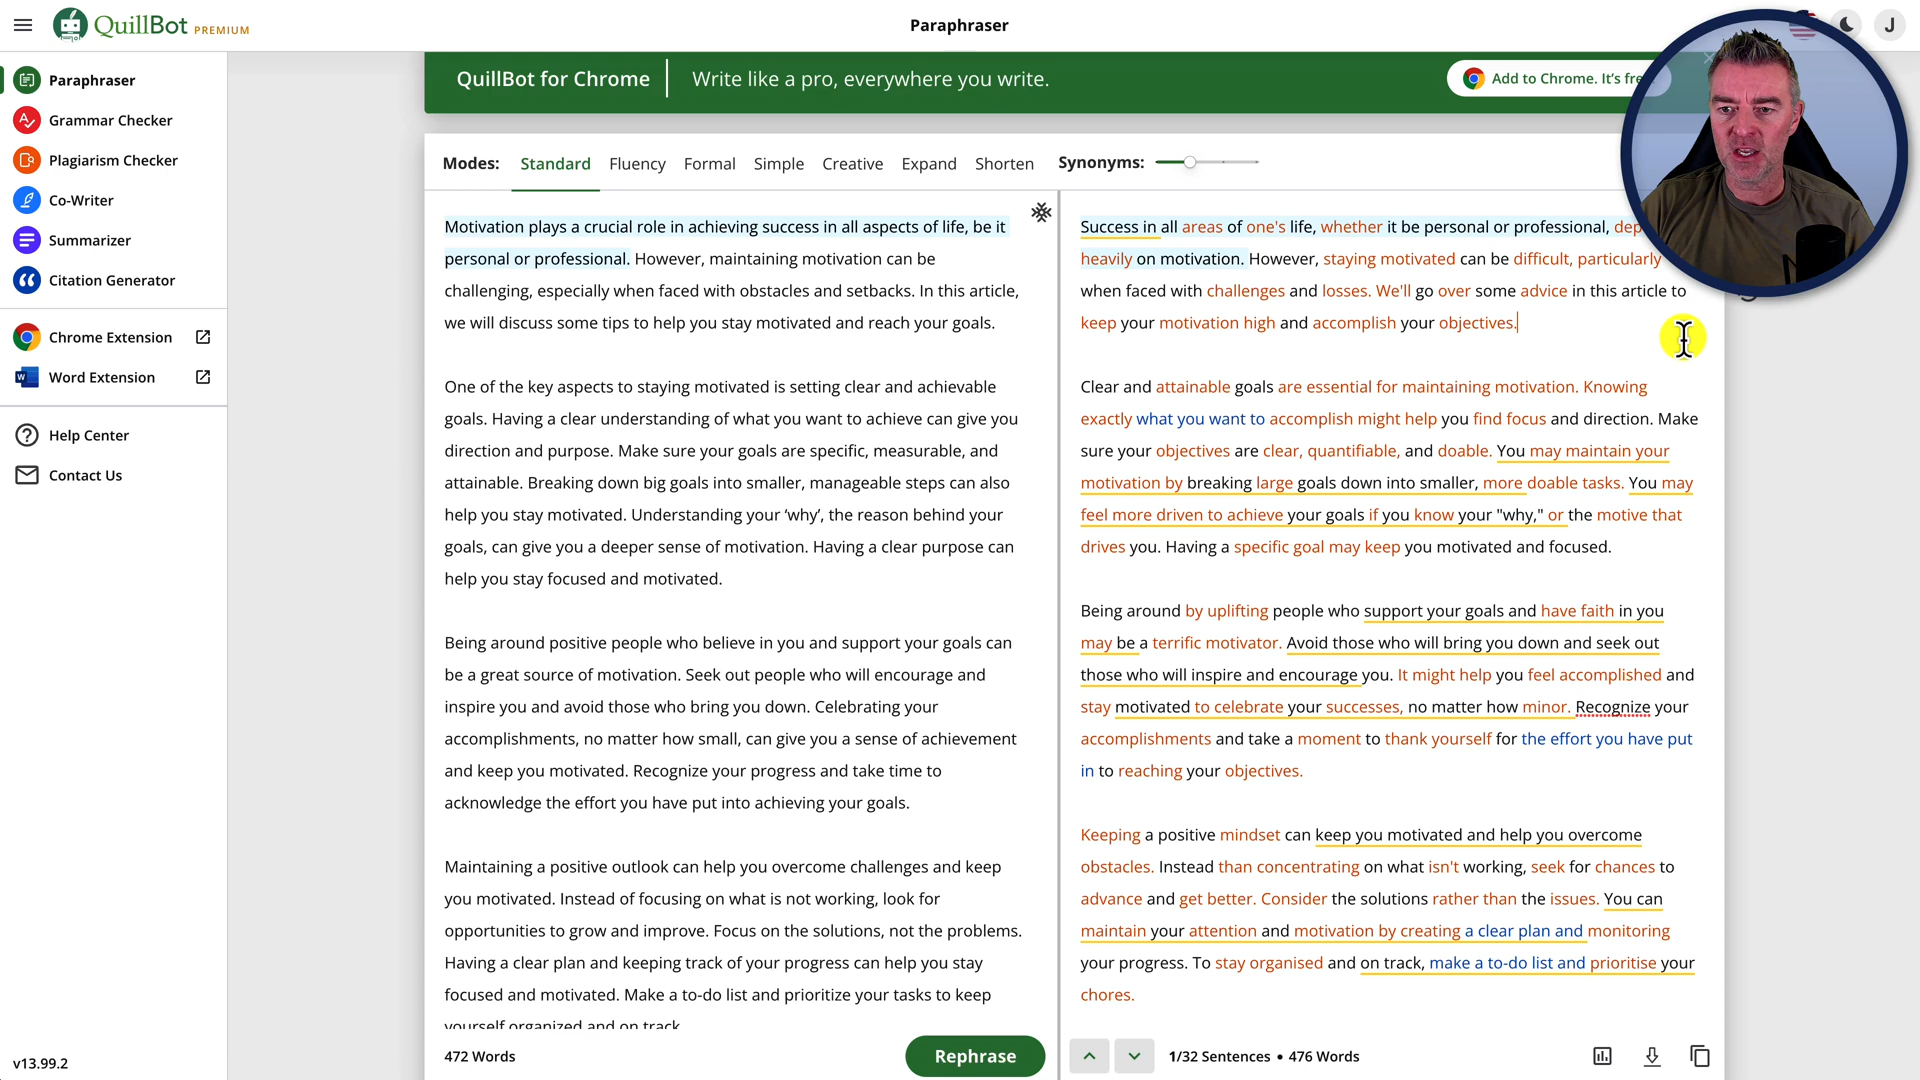 QuillBot PREMIUM
Paraphraser
J
Paraphraser
Grammar Checker
Plagiarism Checker
Co-Writer
Summarizer
Citation Generator
Chrome Extension
Word Extension
Help Center
Contact Us
v13.99.2
QuillBot for Chrome | Write like a pro, everywhere you write.
Add to Chrome. It's fre
Modes: Standard Fluency Formal Simple Creative Expand Shorten Synonyms:
Motivation plays a crucial role in achieving success in all aspects of life, be it
personal or professional. However, maintaining motivation can be
challenging, especially when faced with obstacles and setbacks. In this article,
we will discuss some tips to help you stay motivated and reach your goals.
One of the key aspects to staying motivated is setting clear and achievable
goals. Having a clear understanding of what you want to achieve can give you
direction and purpose. Make sure your goals are specific, measurable, and
attainable. Breaking down big goals into smaller, manageable steps can also
help you stay motivated. Understanding your ‘why’, the reason behind your
goals, can give you a deeper sense of motivation. Having a clear purpose can
help you stay focused and motivated.
Being around positive people who believe in you and support your goals can
be a great source of motivation. Seek out people who will encourage and
inspire you and avoid those who bring you down. Celebrating your
accomplishments, no matter how small, can give you a sense of achievement
and keep you motivated. Recognize your progress and take time to
acknowledge the effort you have put into achieving your goals.
Maintaining a positive outlook can help you overcome challenges and keep
you motivated. Instead of focusing on what is not working, look for
opportunities to grow and improve. Focus on the solutions, not the problems.
Having a clear plan and keeping track of your progress can help you stay
focused and motivated. Make a to-do list and prioritize your tasks to keep
yourself organized and on track.
472 Words
Rephrase
Success in all areas of one's life, whether it be personal or professional, dep
heavily on motivation. However, staying motivated can be difficult, particularly
when faced with challenges and losses. We'll go over some advice in this article to
keep your motivation high and accomplish your objectives.
Clear and attainable goals are essential for maintaining motivation. Knowing
exactly what you want to accomplish might help you find focus and direction. Make
sure your objectives are clear, quantifiable, and doable. You may maintain your
motivation by breaking large goals down into smaller, more doable tasks. You may
feel more driven to achieve your goals if you know your "why," or the motive that
drives you. Having a specific goal may keep you motivated and focused.
Being around by uplifting people who support your goals and have faith in you
may be a terrific motivator. Avoid those who will bring you down and seek out
those who will inspire and encourage you. It might help you feel accomplished and
stay motivated to celebrate your successes, no matter how minor. Recognize your
accomplishments and take a moment to thank yourself for the effort you have put
in to reaching your objectives.
Keeping a positive mindset can keep you motivated and help you overcome
obstacles. Instead than concentrating on what isn't working, seek for chances to
advance and get better. Consider the solutions rather than the issues. You can
maintain your attention and motivation by creating a clear plan and monitoring
your progress. To stay organised and on track, make a to-do list and prioritise your
chores.
1/32 Sentences • 476 Words